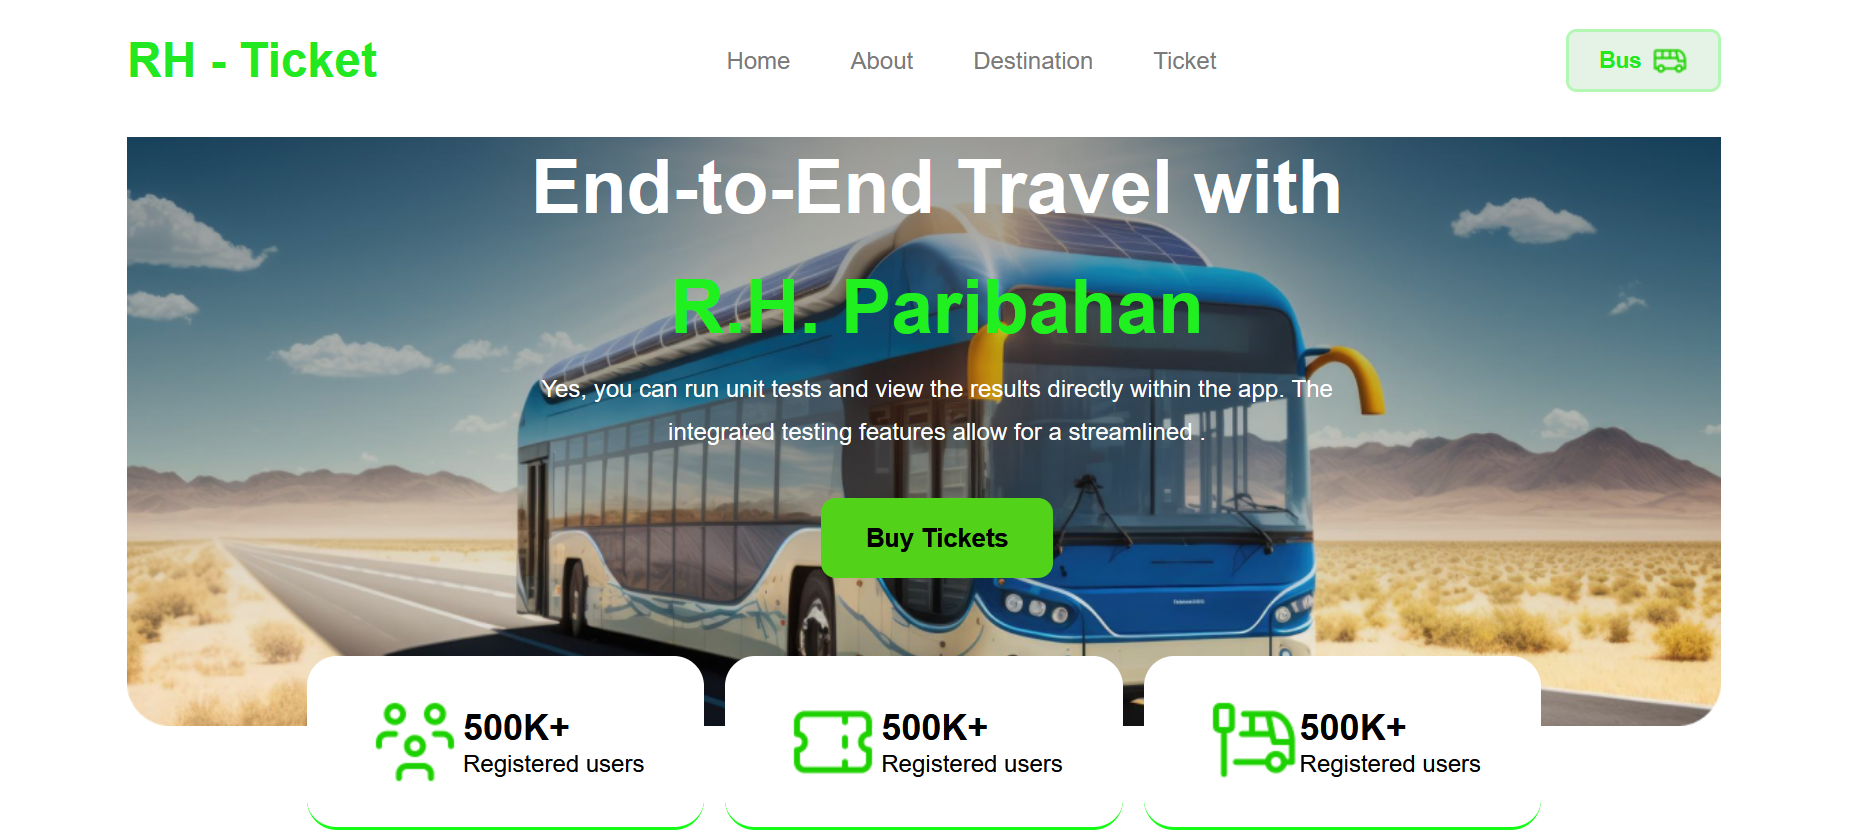 RH - Ticket
Home
About
Destination
Ticket
Bus
End-to-End Travel with
R.H. Paribahan
Yes, you can run unit tests and view the results directly within the app. The
integrated testing features allow for a streamlined .
Buy Tickets
500K+
Registered users
500K+
Registered users
500K+
Registered users